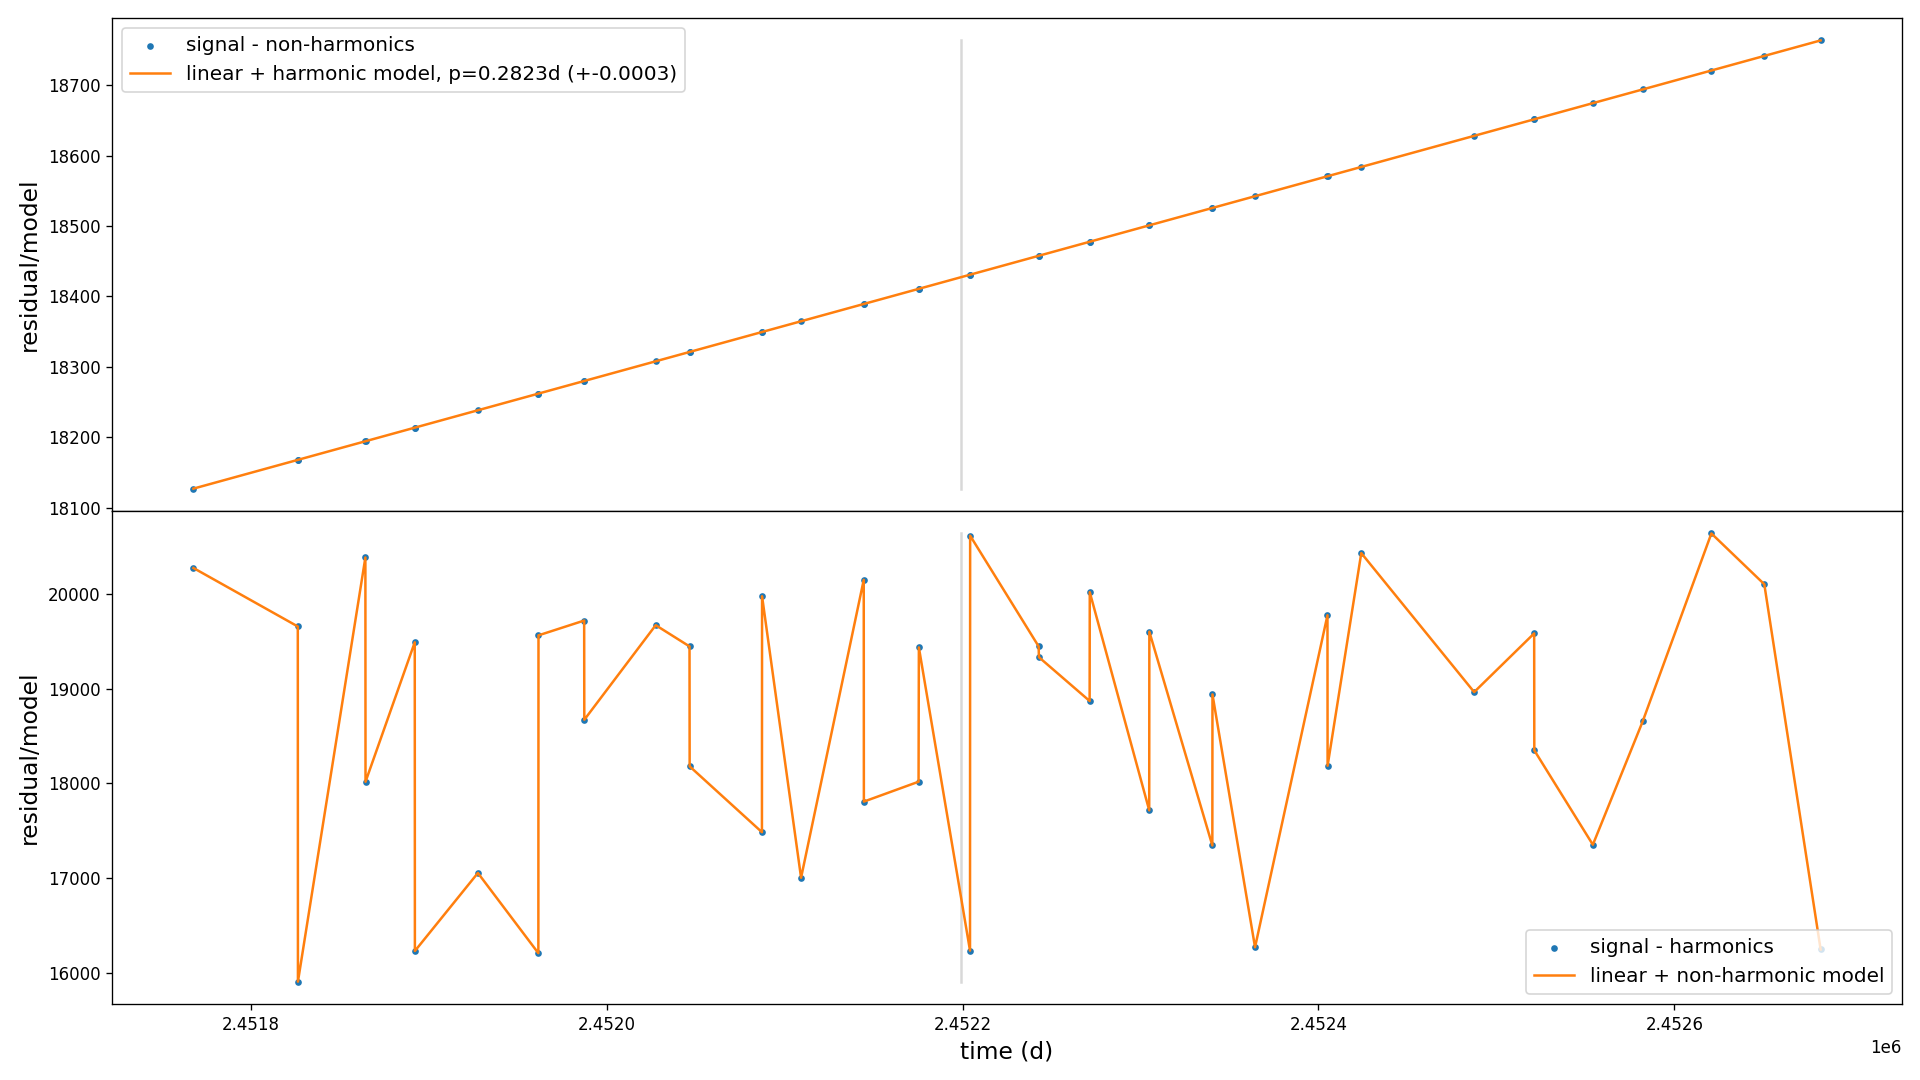 signal - non-harmonics
linear + harmonic model, p=0.2823d (+-0.0003)
residual/model
18700
18600
18500
18400
18300
18200
18100
residual/model
20000
19000
18000
17000
16000
signal - harmonics
linear + non-harmonic model
2.4518 2.4520 2.4522 2.4524 2.4526
time (d)
1e6